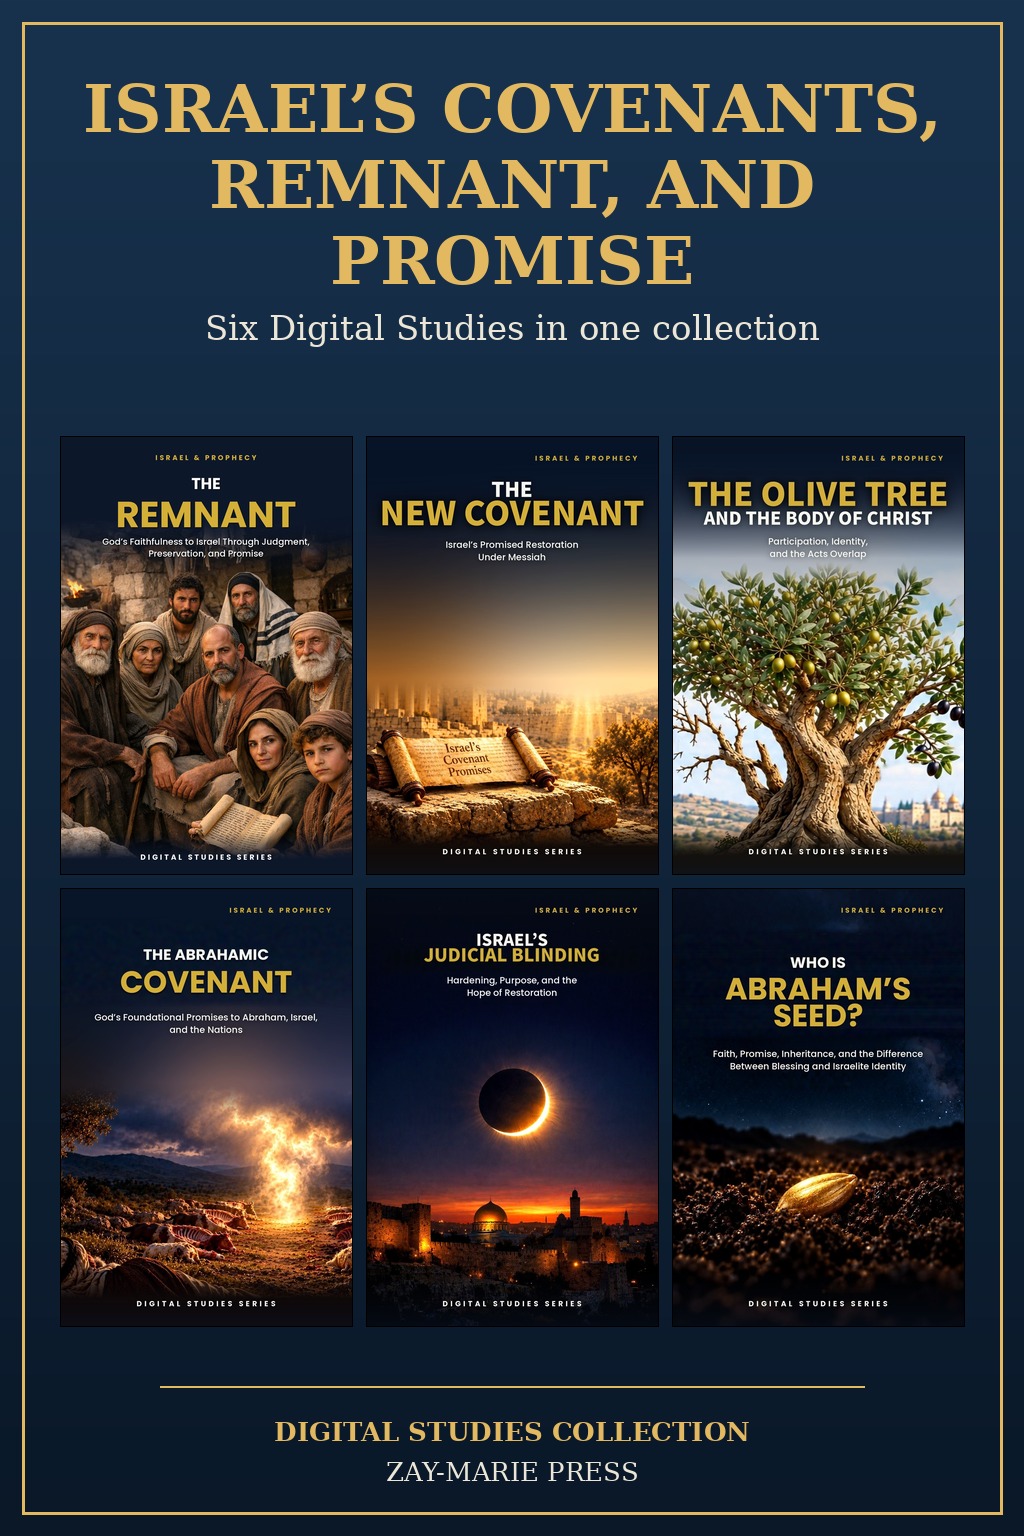 ISRAEL’S COVENANTS,
REMNANT, AND
PROMISE
Six Digital Studies in one collection
ISRAEL & PROPHECY
THE
REMNANT
God’s Faithfulness to Israel Through Judgment,
Preservation, and Promise
DIGITAL STUDIES SERIES
ISRAEL & PROPHECY
THE
NEW COVENANT
Israel’s Promised Restoration
Under Messiah
Israel’s
Covenant
Promises
DIGITAL STUDIES SERIES
ISRAEL & PROPHECY
THE OLIVE TREE
AND THE BODY OF CHRIST
Participation, Identity,
and the Acts Overlap
DIGITAL STUDIES SERIES
ISRAEL & PROPHECY
THE ABRAHAMIC
COVENANT
God’s Foundational Promises to Abraham, Israel,
and the Nations
DIGITAL STUDIES SERIES
ISRAEL & PROPHECY
ISRAEL’S
JUDICIAL BLINDING
Hardening, Purpose, and the
Hope of Restoration
DIGITAL STUDIES SERIES
ISRAEL & PROPHECY
WHO IS
ABRAHAM’S
SEED?
Faith, Promise, Inheritance, and the Difference
Between Blessing and Israelite Identity
DIGITAL STUDIES SERIES
DIGITAL STUDIES COLLECTION
ZAY-MARIE PRESS